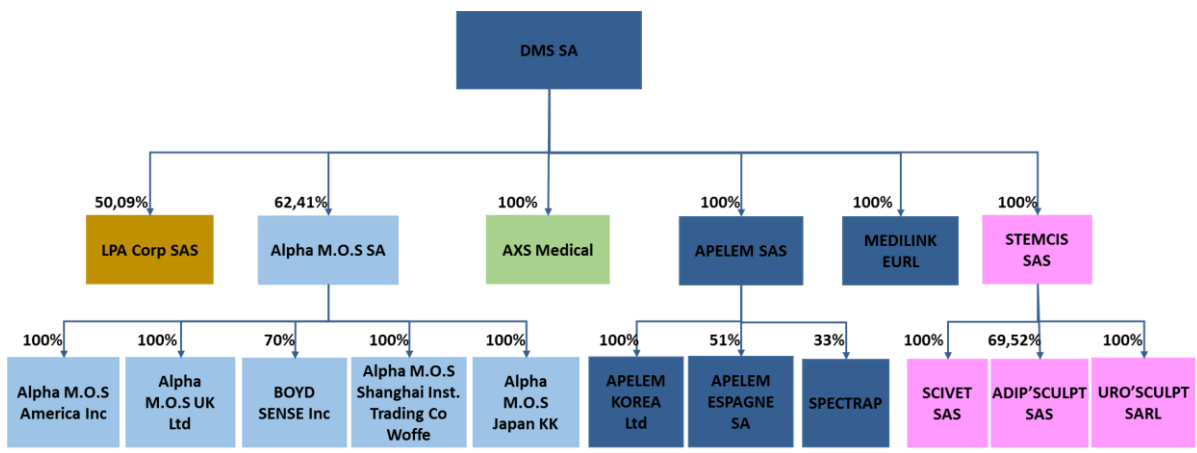 DMS SA
50,09%
62,41%
100%
100%
100%
100%
LPA Corp SAS
Alpha M.O.S SA
AXS Medical
APELEM SAS
MEDILINK
EURL
STEMCIS
SAS
100%
100%
70%
100%
100%
100%
51%
33%
100%
69,52%
100%
Alpha M.O.S
America Inc
Alpha
M.O.S UK
Ltd
BOYD
SENSE Inc
Alpha M.O.S
Shanghai Inst.
Trading Co
Woffe
Alpha
M.O.S
Japan KK
APELEM
KOREA
Ltd
APELEM
ESPAGNE
SA
SPECTRAP
SCIVET
SAS
ADIP'SCULPT
SAS
URO'SCULPT
SARL